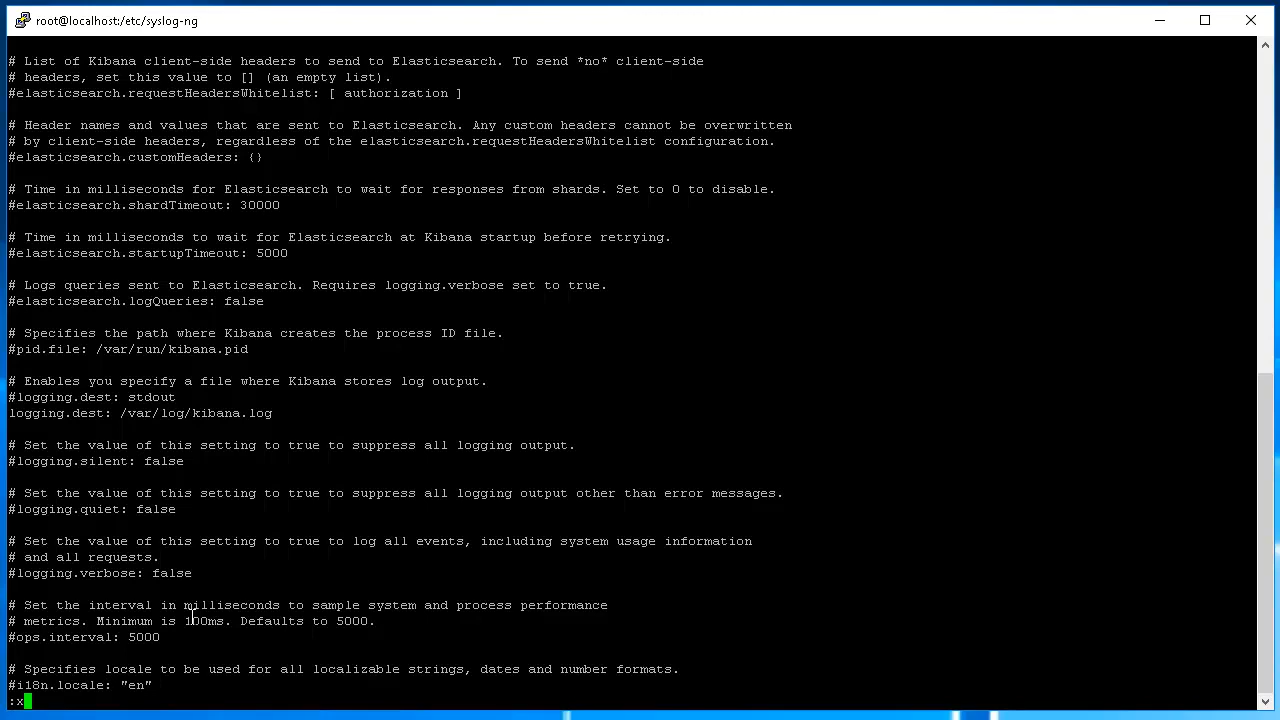 root@localhost:/etc/syslog-ng
# List of Kibana client-side headers to send to Elasticsearch. To send *no* client-side
# headers, set this value to [] (an empty list).
#elasticsearch.requestHeadersWhitelist: [ authorization ]
# Header names and values that are sent to Elasticsearch. Any custom headers cannot be overwritten
# by client-side headers, regardless of the elasticsearch.requestHeadersWhitelist configuration.
#elasticsearch.customHeaders: {}
# Time in milliseconds for Elasticsearch to wait for responses from shards. Set to 0 to disable.
#elasticsearch.shardTimeout: 30000
# Time in milliseconds to wait for Elasticsearch at Kibana startup before retrying.
#elasticsearch.startupTimeout: 5000
# Logs queries sent to Elasticsearch. Requires logging.verbose set to true.
#elasticsearch.logQueries: false
# Specifies the path where Kibana creates the process ID file.
#pid.file: /var/run/kibana.pid
# Enables you specify a file where Kibana stores log output.
#logging.dest: stdout
logging.dest: /var/log/kibana.log
# Set the value of this setting to true to suppress all logging output.
#logging.silent: false
# Set the value of this setting to true to suppress all logging output other than error messages.
#logging.quiet: false
# Set the value of this setting to true to log all events, including system usage information
# and all requests.
#logging.verbose: false
# Set the interval in milliseconds to sample system and process performance
# metrics. Minimum is 100ms. Defaults to 5000.
#ops.interval: 5000
# Specifies locale to be used for all localizable strings, dates and number formats.
#i18n.locale: "en"
:x